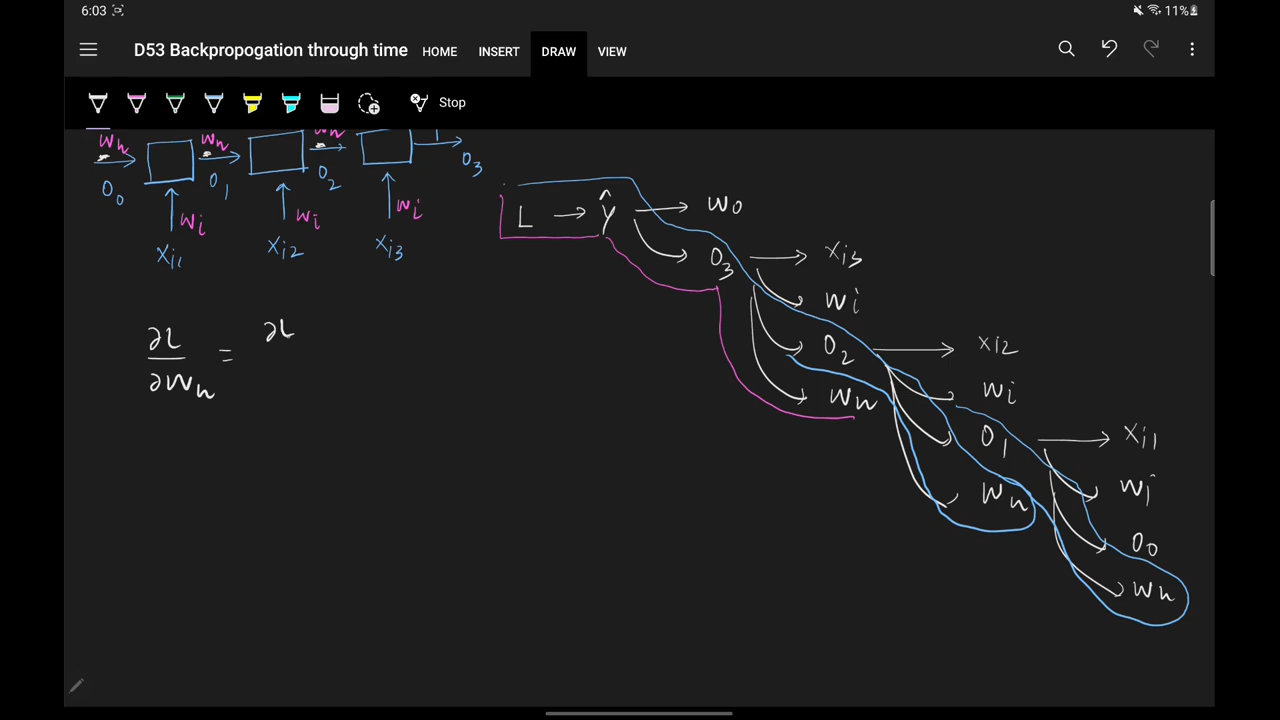 6:03 11%
D53 Backpropogation through time HOME INSERT DRAW VIEW
Stop
Wh Wh Wh
O0 O1 O2 O3
Wi Wi Wi
Xi1 Xi2 Xi3
L → Ŷ → W0
O3 → Xi3
Wi
O2 → Xi2
Wh Wi
O1 → Xi1
Wh Wi
O0
Wh
∂L = ∂L
∂Wh